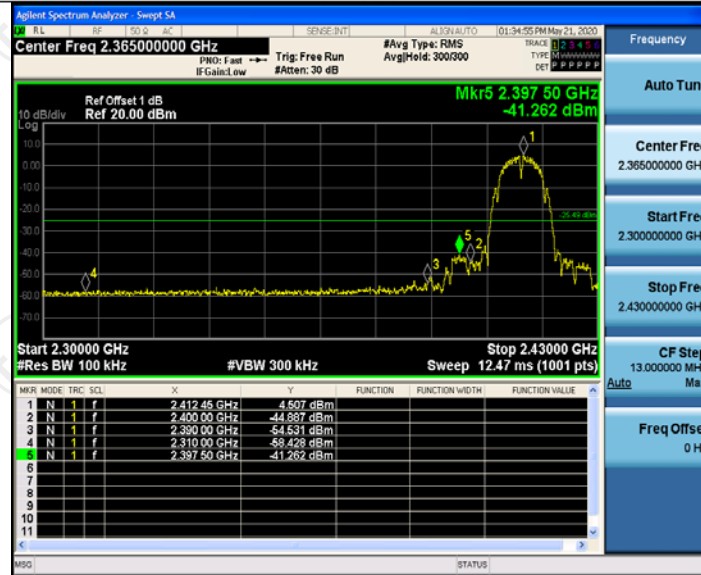 Agilent Spectrum Analyzer - Swept SA
RL RF 50 Ω AC SENSE:INT ALIGNAUTO 01:34:55 PM May 21, 2020
Center Freq 2.365000000 GHz
#Avg Type: RMS
Avg|Hold: 300/300
TRACE 1 2 3 4 5 6
TYPE M
DET P P P P P P
PNO: Fast
IFGain:Low
Trig: Free Run
#Atten: 30 dB
Ref Offset 1 dB
Ref 20.00 dBm
Mkr5 2.397 50 GHz
-41.262 dBm
10 dB/div
Log
10.0
0.00
-10.0
-20.0
-30.0
-40.0
-50.0
-60.0
-70.0
-25.49 dBm
1
5
2
3
4
Start 2.30000 GHz
Stop 2.43000 GHz
#Res BW 100 kHz
#VBW 300 kHz
Sweep 12.47 ms (1001 pts)
MKR MODE TRC SCL X Y FUNCTION FUNCTION WIDTH FUNCTION VALUE
1 N 1 f 2.412 45 GHz 4.507 dBm
2 N 1 f 2.400 00 GHz -44.887 dBm
3 N 1 f 2.390 00 GHz -54.531 dBm
4 N 1 f 2.310 00 GHz -58.428 dBm
5 N 1 f 2.397 50 GHz -41.262 dBm
6
7
8
9
10
11
MSG
STATUS
Frequency
Auto Tun
Center Fre
2.365000000 GH
Start Fre
2.300000000 GH
Stop Fre
2.430000000 GH
CF Step
13.000000 MH
Auto Ma
Freq Offse
0 H